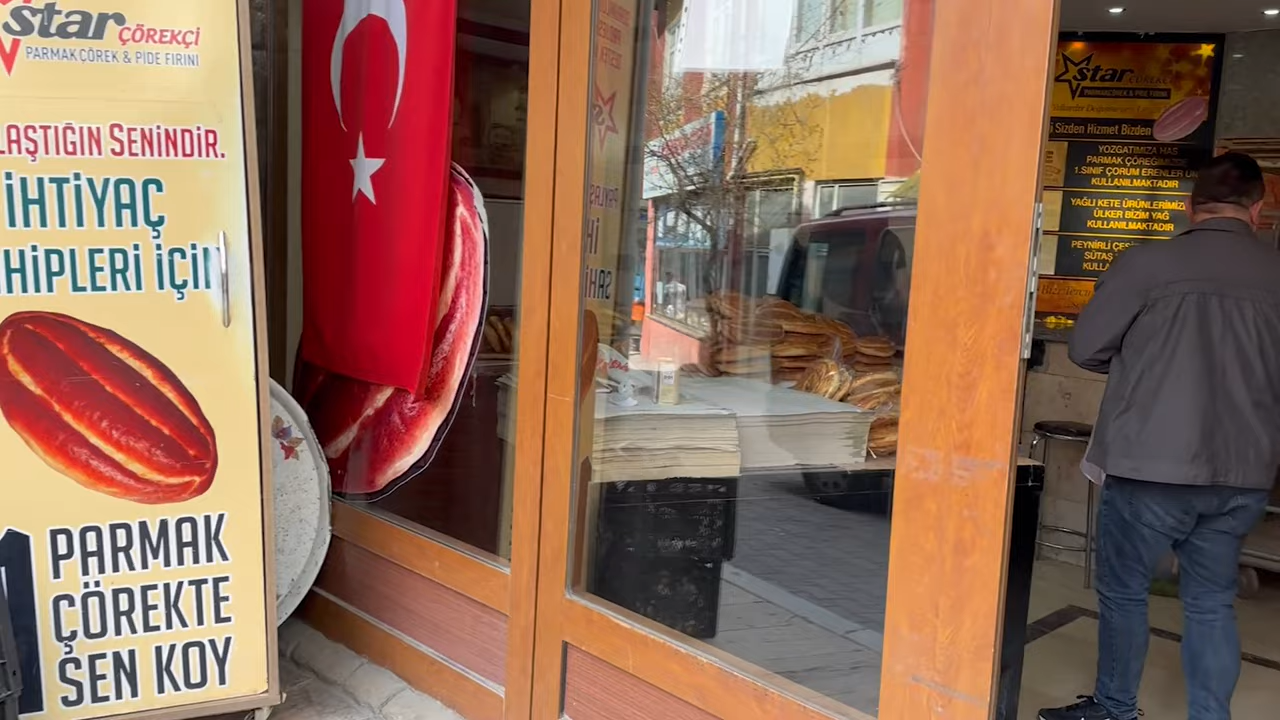 star ÇÖREKÇİ
PARMAK ÇÖREK & PİDE FIRINI
LAŞTIĞIN SENİNDİR.
İHTİYAÇ
HİPLERİ İÇİN
1 PARMAK
ÇÖREKTE
SEN KOY
star
PARMAK ÇÖREK & PİDE FIRINI
Sizden Hizmet Bizden
YOZGATIMIZA HAS
PARMAK ÇÖREĞİMİZDE
1.SINIF ÇORUM ERENLER UN
KULLANILMAKTADIR
YAĞLI KETE ÜRÜNLERİMİZ
ÜLKER BİZİM YAĞ
KULLANILMAKTADIR
PEYNİRLİ ÇEŞ
SÜTAŞ
KULLA